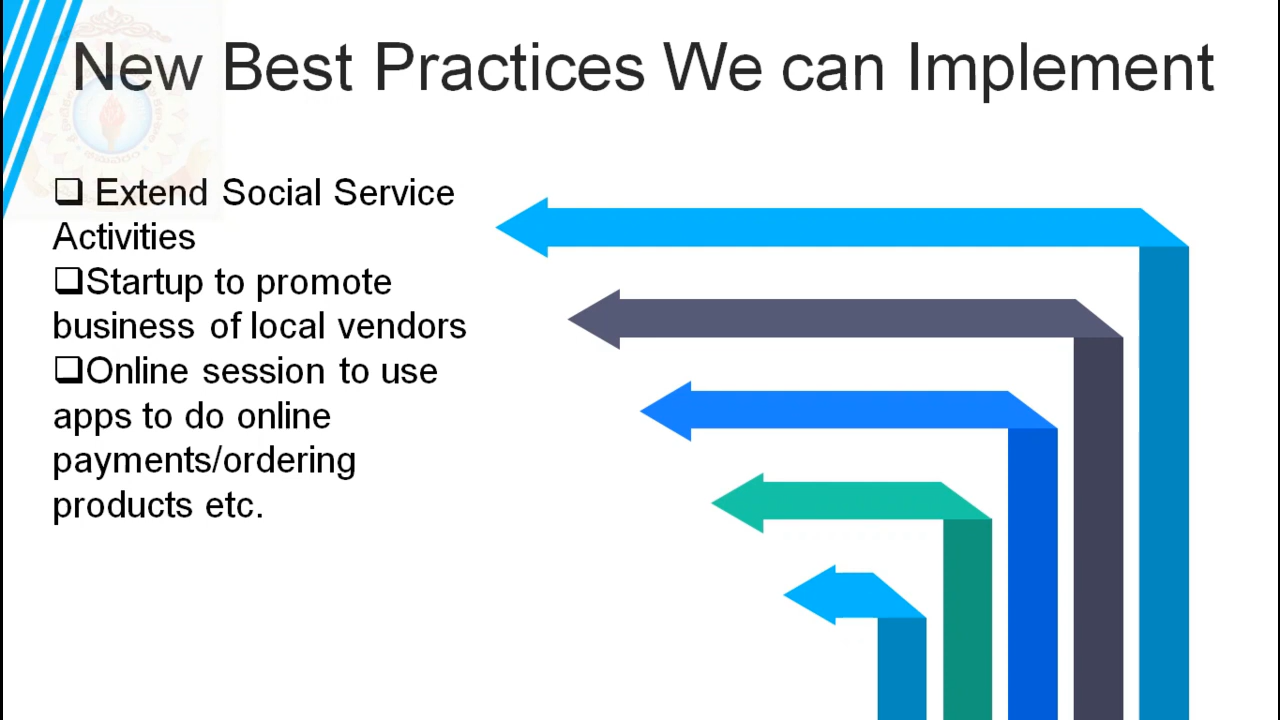 New Best Practices We can Implement
❑ Extend Social Service
Activities
❑Startup to promote
business of local vendors
❑Online session to use
apps to do online
payments/ordering
products etc.